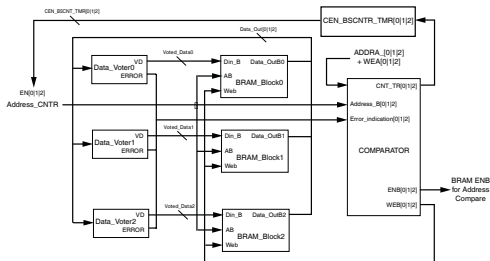 CEN_BSCNTR_TMR[0|1|2]
Data_Out[0|1|2]
CEN_BSCNTR_TMR[0|1|2]
ADDRA_[0|1|2]
+ WEA[0|1|2]
EN[0|1|2]
Address_CNTR
VD
Data_Voter0
ERROR
Voted_Data0
Din_B Data_OutB0
AB
BRAM_Block0
Web
VD
Data_Voter1
ERROR
Voted_Data1
Din_B Data_OutB1
AB
BRAM_Block1
Web
VD
Data_Voter2
ERROR
Voted_Data2
Din_B Data_OutB2
AB
BRAM_Block2
Web
CNT_TR[0|1|2]
Address_B[0|1|2]
Error_indication[0|1|2]
COMPARATOR
ENB[0|1|2]
WEB[0|1|2]
BRAM ENB
for Address
Compare